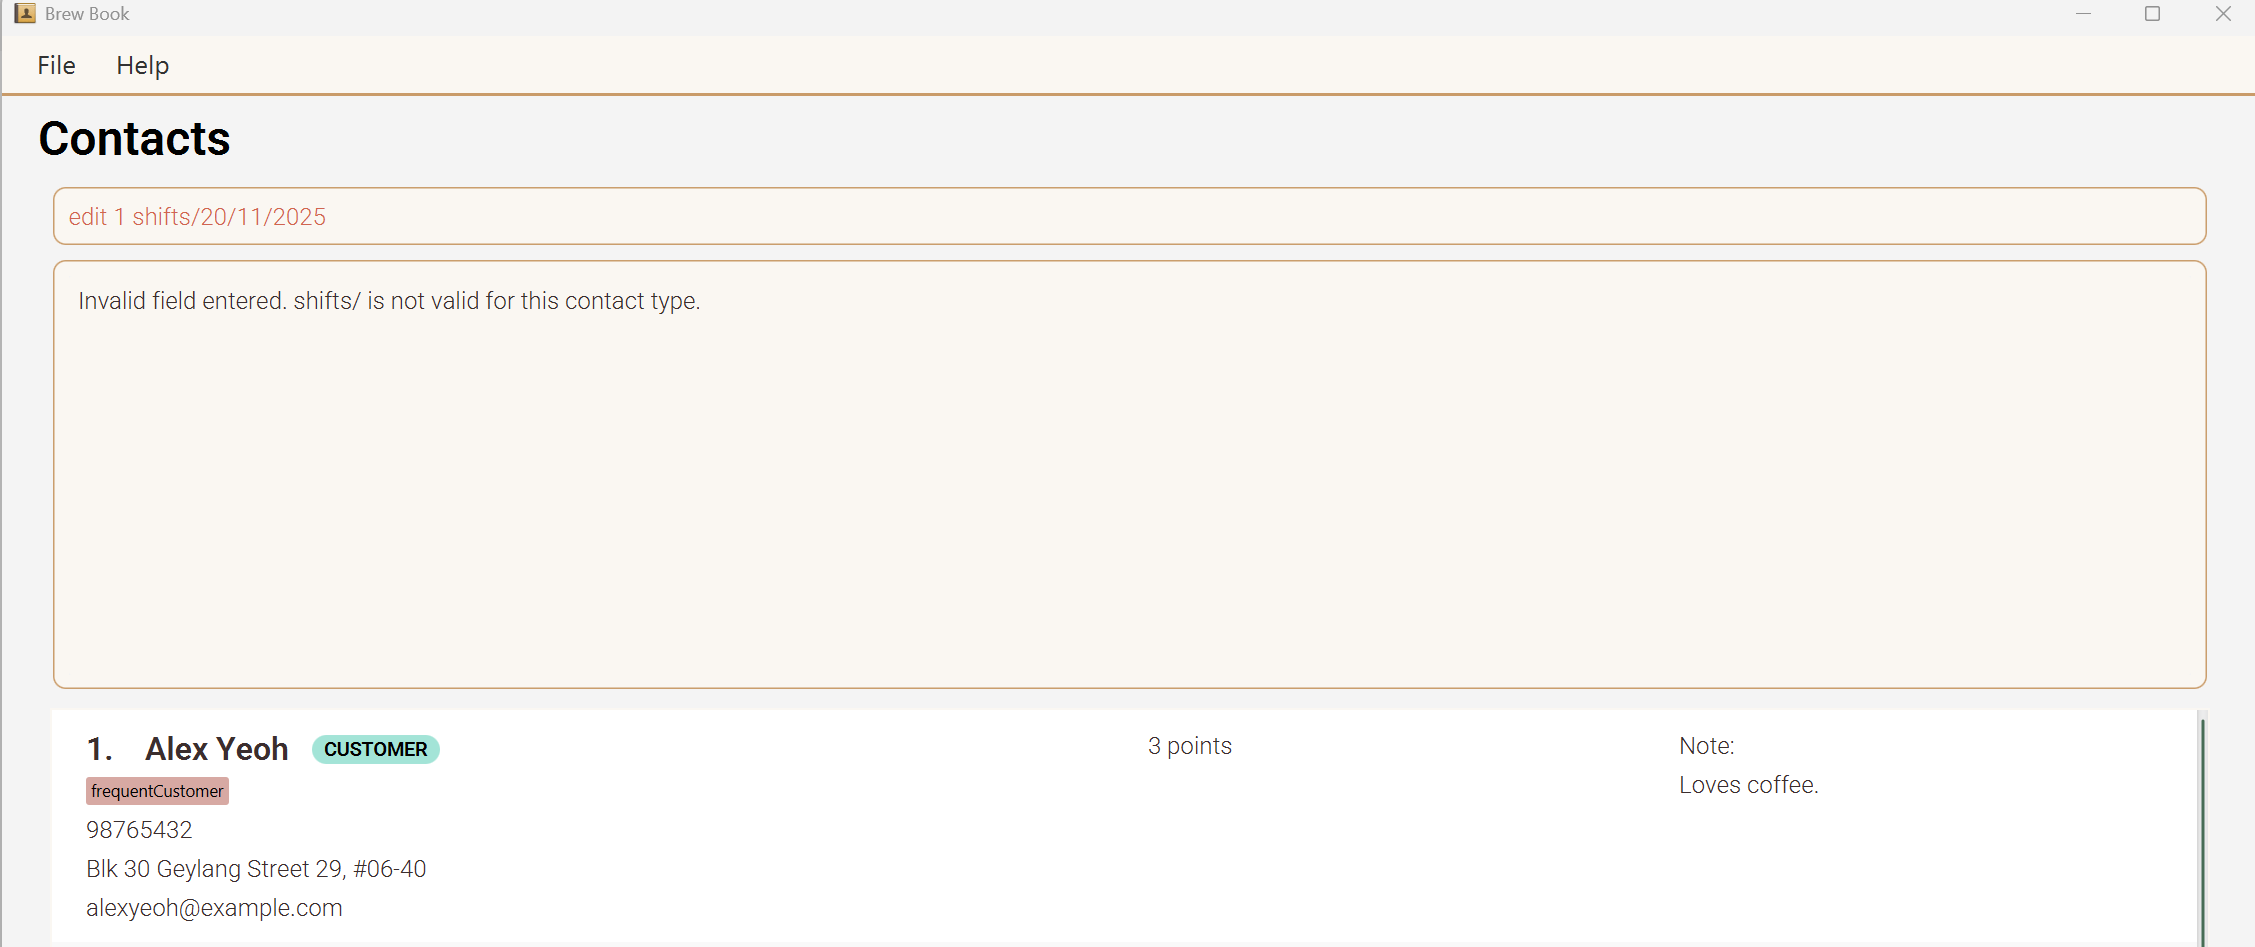 Brew Book
File Help
Contacts
edit 1 shifts/20/11/2025
Invalid field entered. shifts/ is not valid for this contact type.
1. Alex Yeoh CUSTOMER 3 points Note:
frequentCustomer Loves coffee.
98765432
Blk 30 Geylang Street 29, #06-40
alexyeoh@example.com